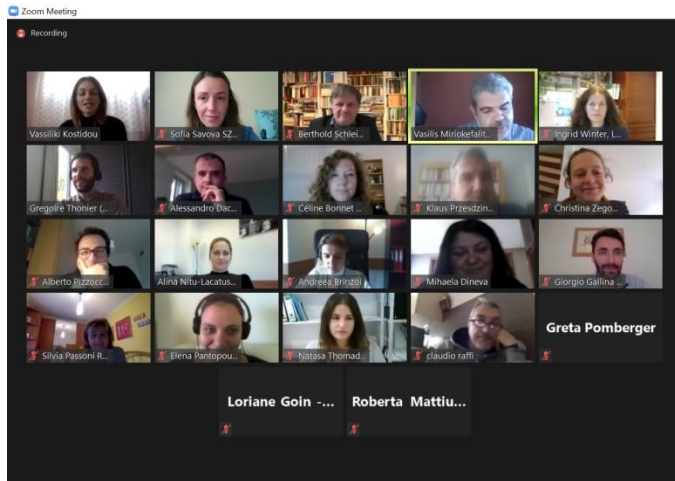 Zoom Meeting
Recording
Vassiliki Kostidou
Sofia Savova SZ...
Berthold Schlei...
Vasilis Miriokefalit...
Ingrid Winter, L...
Gregoire Thonier (...
Alessandro Dac...
Céline Bonnet ...
Klaus Przesdzin...
Christina Zego...
Alberto Pizzocc...
Alina Nitu-Lacatus...
Andreea Brinzoi
Mihaela Dineva
Giorgio Gallina ...
Silvia Passoni R...
Elena Pantopou...
Natasa Thomad...
claudio raffi
Greta Pomberger
Loriane Goin -...
Roberta Mattiu...